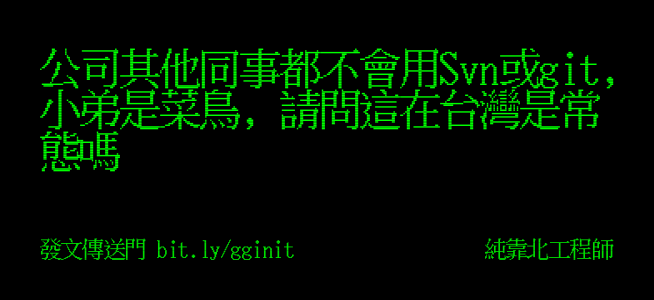 公司其他同事都不會用Svn或git,
小弟是菜鳥, 請問這在台灣是常
態嗎
發文傳送門 bit.ly/gginit
純靠北工程師